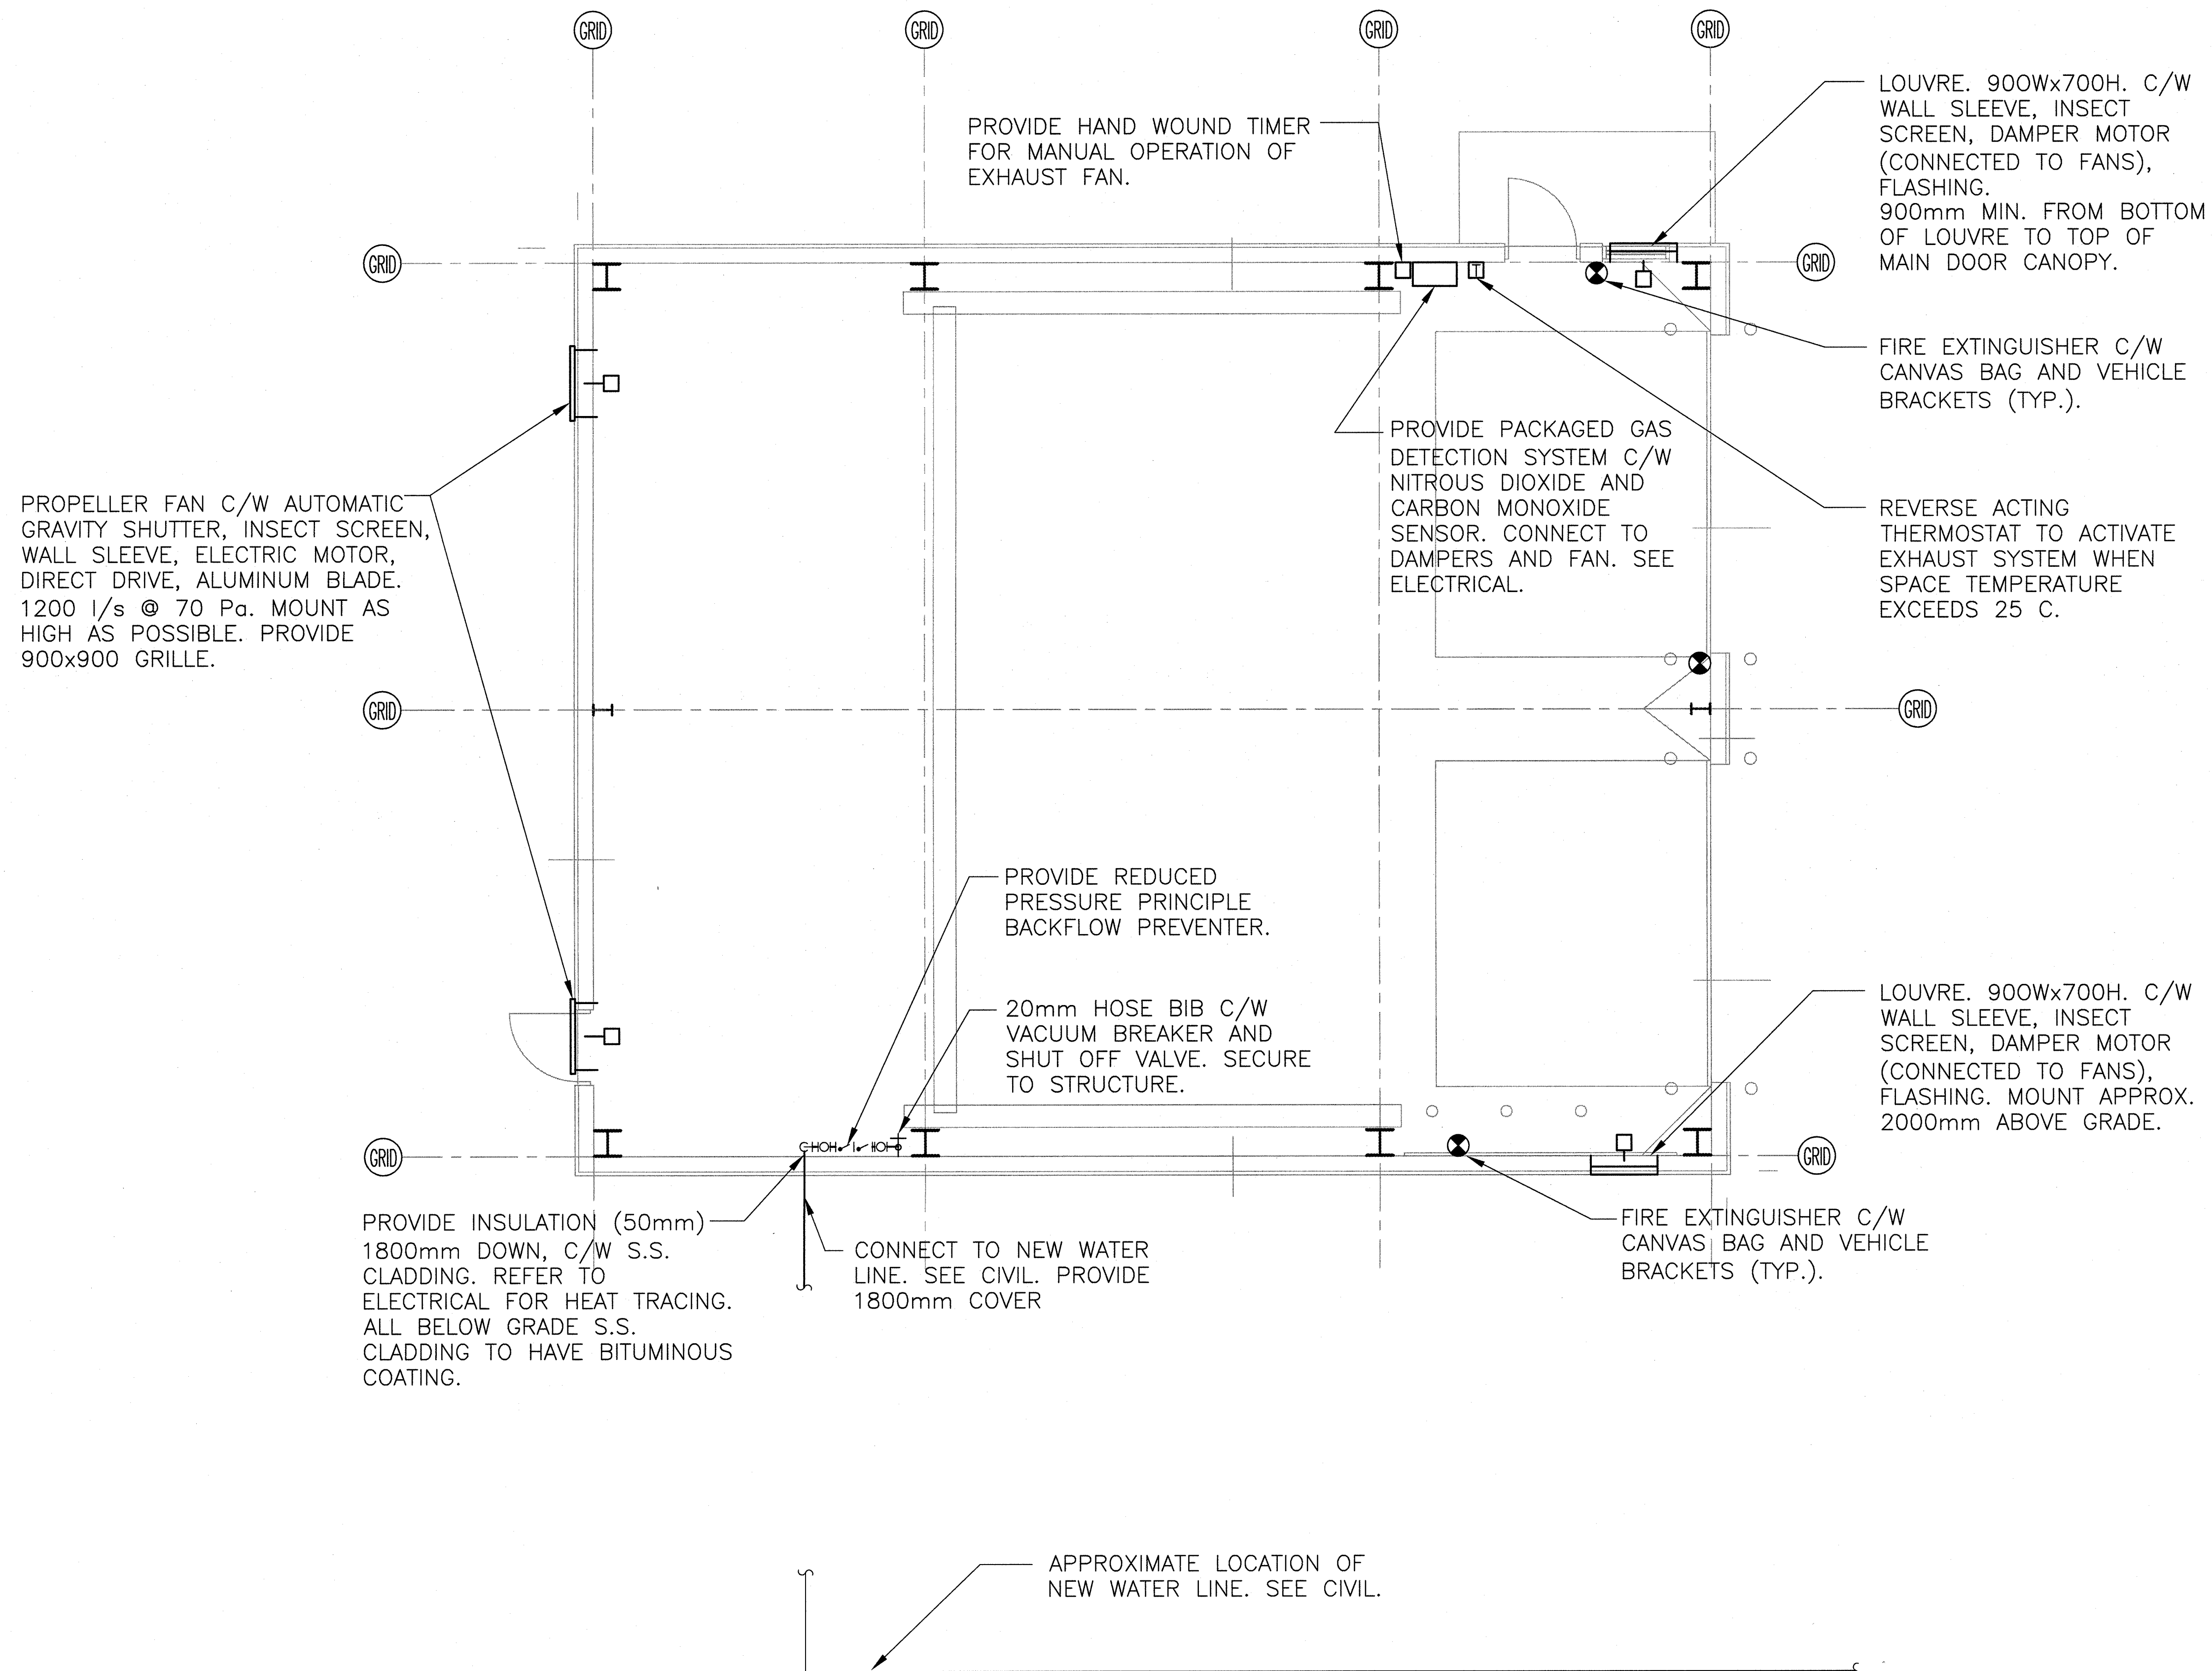 GRID
GRID
GRID
GRID
LOUVRE. 900Wx700H. C/W
WALL SLEEVE, INSECT
SCREEN, DAMPER MOTOR
(CONNECTED TO FANS),
FLASHING.
900mm MIN. FROM BOTTOM
OF LOUVRE TO TOP OF
MAIN DOOR CANOPY.
PROVIDE HAND WOUND TIMER
FOR MANUAL OPERATION OF
EXHAUST FAN.
GRID
GRID
T
FIRE EXTINGUISHER C/W
CANVAS BAG AND VEHICLE
BRACKETS (TYP.).
PROVIDE PACKAGED GAS
DETECTION SYSTEM C/W
NITROUS DIOXIDE AND
CARBON MONOXIDE
SENSOR. CONNECT TO
DAMPERS AND FAN. SEE
ELECTRICAL.
REVERSE ACTING
THERMOSTAT TO ACTIVATE
EXHAUST SYSTEM WHEN
SPACE TEMPERATURE
EXCEEDS 25 C.
PROPELLER FAN C/W AUTOMATIC
GRAVITY SHUTTER, INSECT SCREEN,
WALL SLEEVE, ELECTRIC MOTOR,
DIRECT DRIVE, ALUMINUM BLADE.
1200 l/s @ 70 Pa. MOUNT AS
HIGH AS POSSIBLE. PROVIDE
900x900 GRILLE.
GRID
GRID
PROVIDE REDUCED
PRESSURE PRINCIPLE
BACKFLOW PREVENTER.
20mm HOSE BIB C/W
VACUUM BREAKER AND
SHUT OFF VALVE. SECURE
TO STRUCTURE.
LOUVRE. 900Wx700H. C/W
WALL SLEEVE, INSECT
SCREEN, DAMPER MOTOR
(CONNECTED TO FANS),
FLASHING. MOUNT APPROX.
2000mm ABOVE GRADE.
GRID
GRID
PROVIDE INSULATION (50mm)
1800mm DOWN, C/W S.S.
CLADDING. REFER TO
ELECTRICAL FOR HEAT TRACING.
ALL BELOW GRADE S.S.
CLADDING TO HAVE BITUMINOUS
COATING.
CONNECT TO NEW WATER
LINE. SEE CIVIL. PROVIDE
1800mm COVER
FIRE EXTINGUISHER C/W
CANVAS BAG AND VEHICLE
BRACKETS (TYP.).
APPROXIMATE LOCATION OF
NEW WATER LINE. SEE CIVIL.